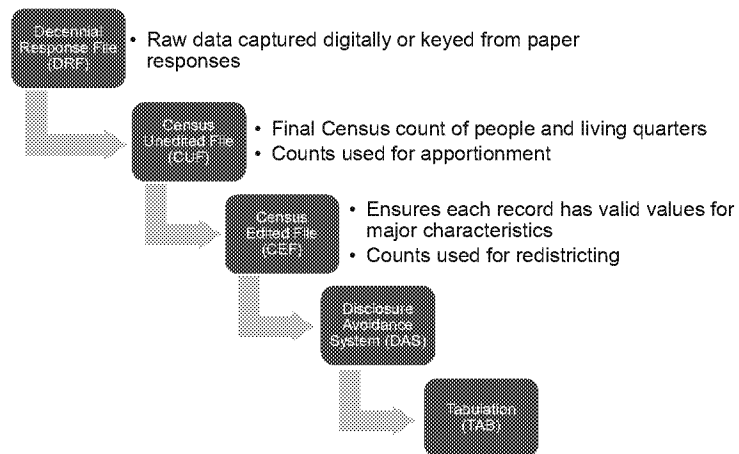 Decennial
Response File
(DRF)
• Raw data captured digitally or keyed from paper
responses
Census
Unedited File
(CUF)
• Final Census count of people and living quarters
• Counts used for apportionment
Census
Edited File
(CEF)
• Ensures each record has valid values for
major characteristics
• Counts used for redistricting
Disclosure
Avoidance
System (DAS)
Tabulation
(TAB)